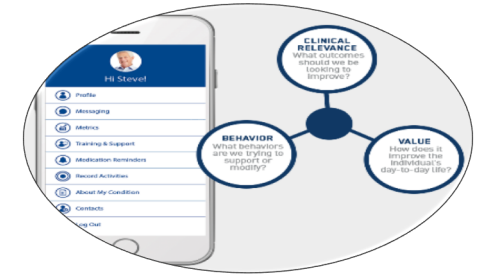 Hi Steve!
Profile
Messaging
Metrics
Training & Support
Medication Reminders
Record Activities
About My Condition
Contacts
Log Out
CLINICAL
RELEVANCE
What outcomes
should we be
looking to
improve?
BEHAVIOR
What behaviors
are we trying to
support or
modify?
VALUE
How does it
improve the
individual's
day-to-day life?